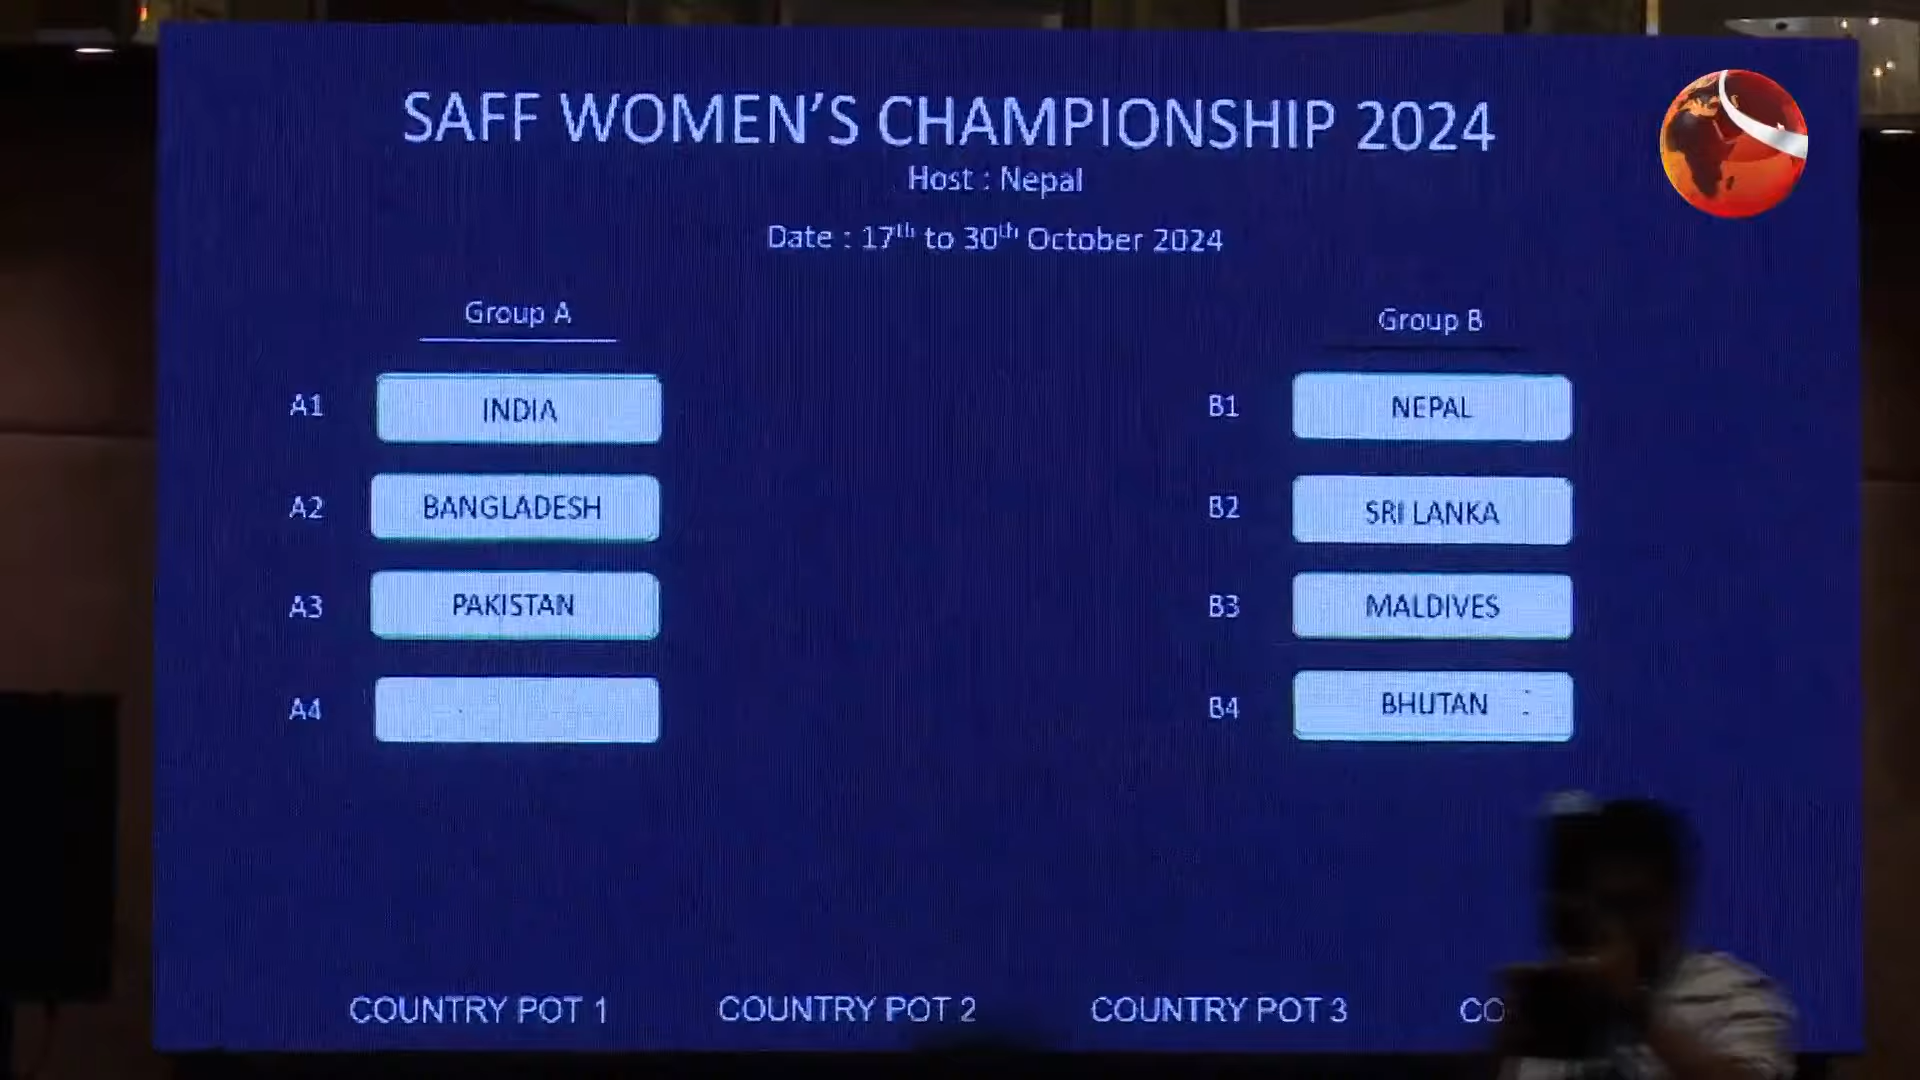 SAFF WOMEN'S CHAMPIONSHIP 2024
Host : Nepal
Date : 17th to 30th October 2024
Group A
A1 INDIA
A2 BANGLADESH
A3 PAKISTAN
A4
Group B
B1 NEPAL
B2 SRI LANKA
B3 MALDIVES
B4 BHUTAN
COUNTRY POT 1
COUNTRY POT 2
COUNTRY POT 3